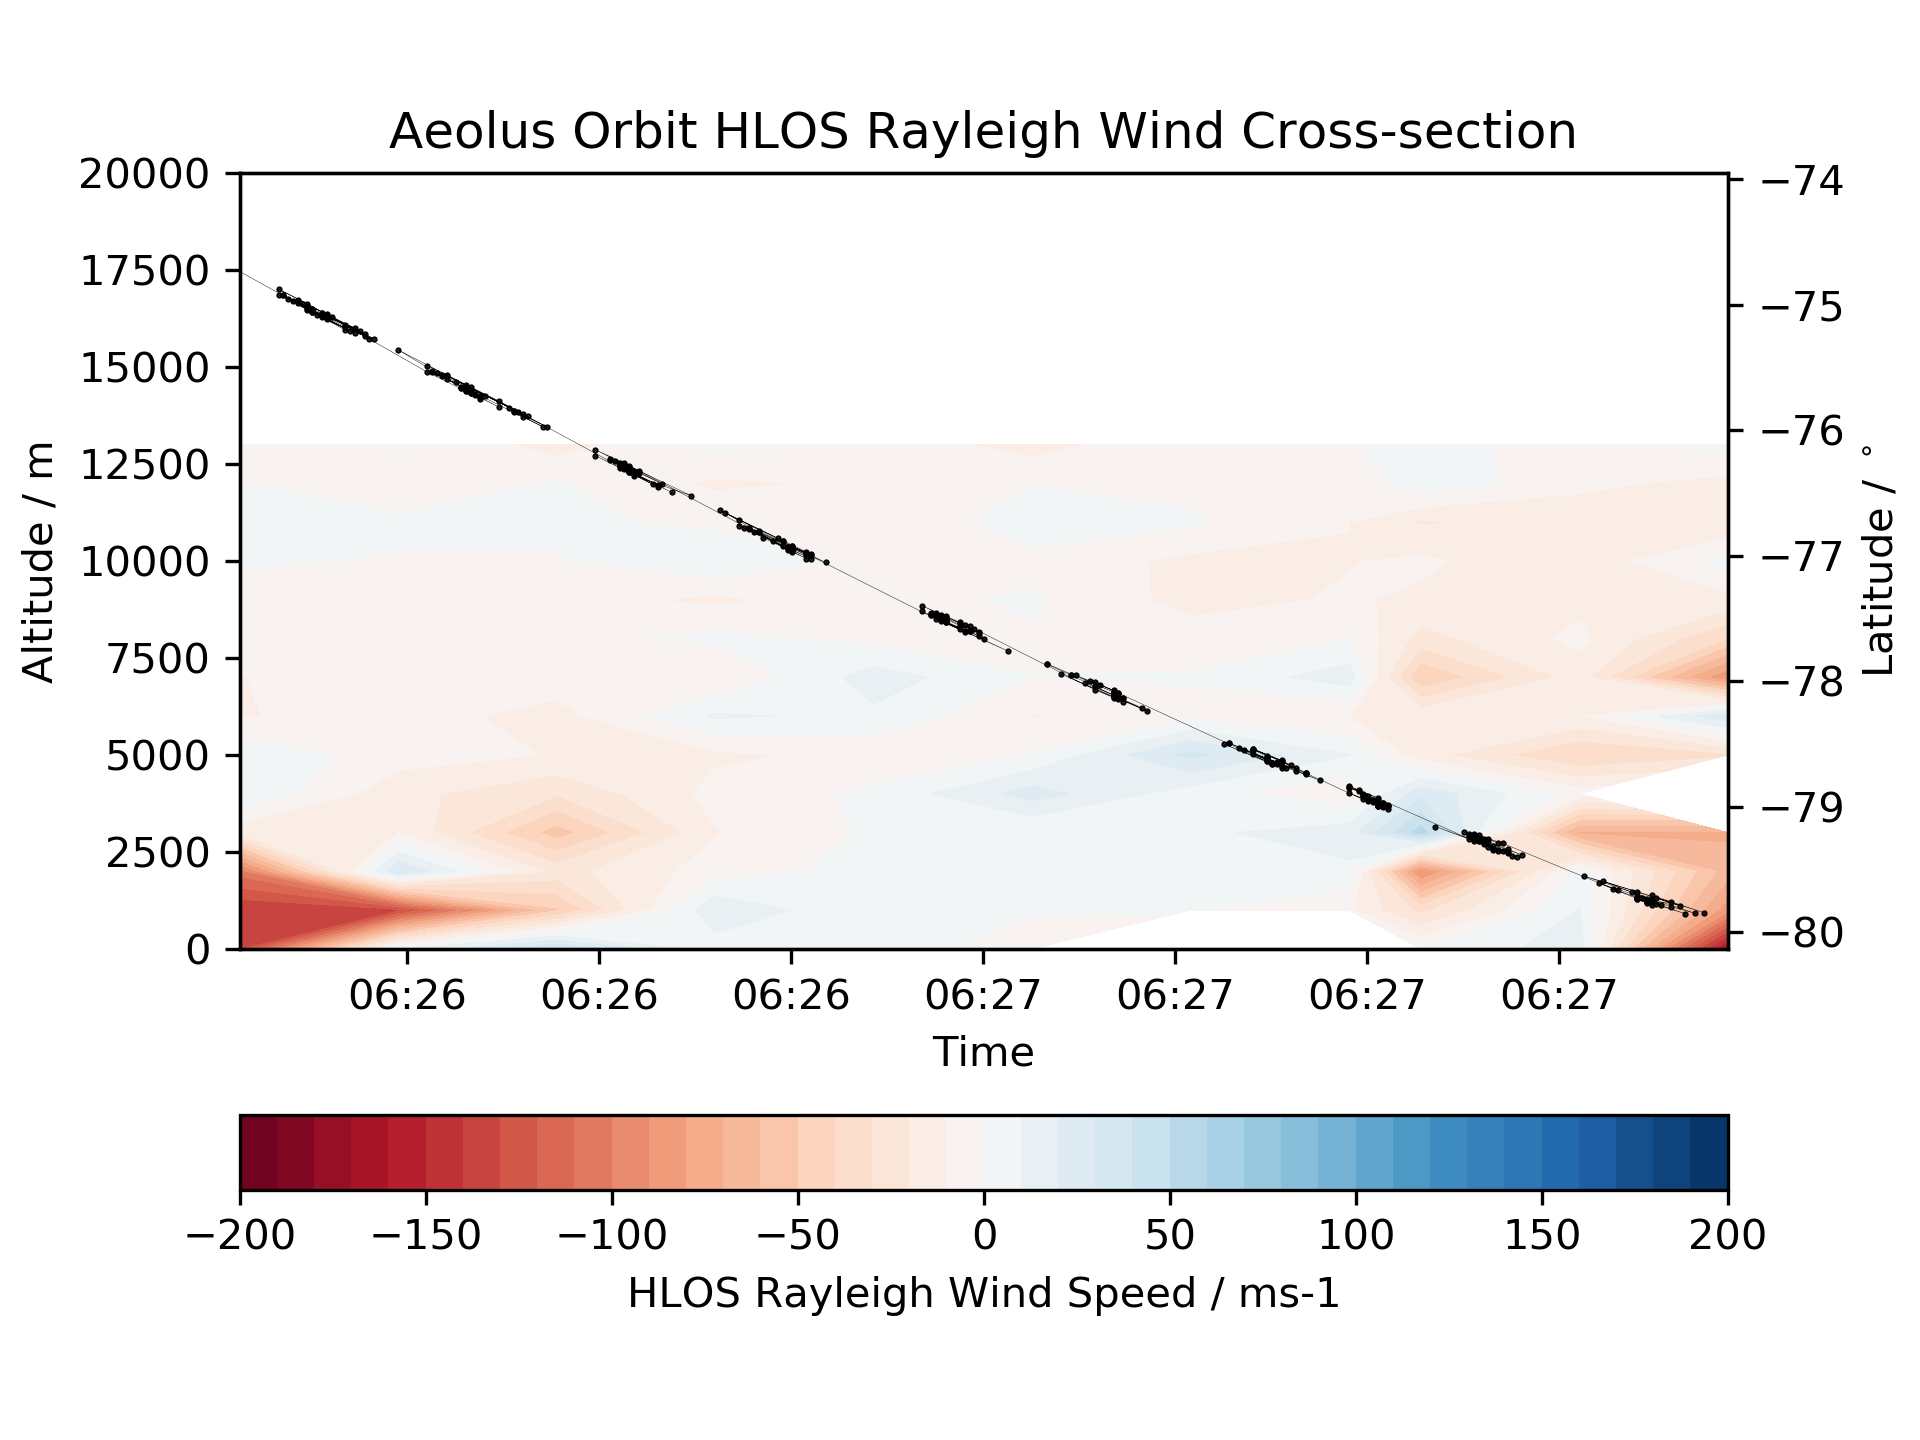 Aeolus Orbit HLOS Rayleigh Wind Cross-section
20000
17500
15000
12500
10000
7500
5000
2500
0
Altitude / m
−74
−75
−76
−77
−78
−79
−80
Latitude / °
06:26 06:26 06:26 06:27 06:27 06:27 06:27
Time
−200 −150 −100 −50 0 50 100 150 200
HLOS Rayleigh Wind Speed / ms-1